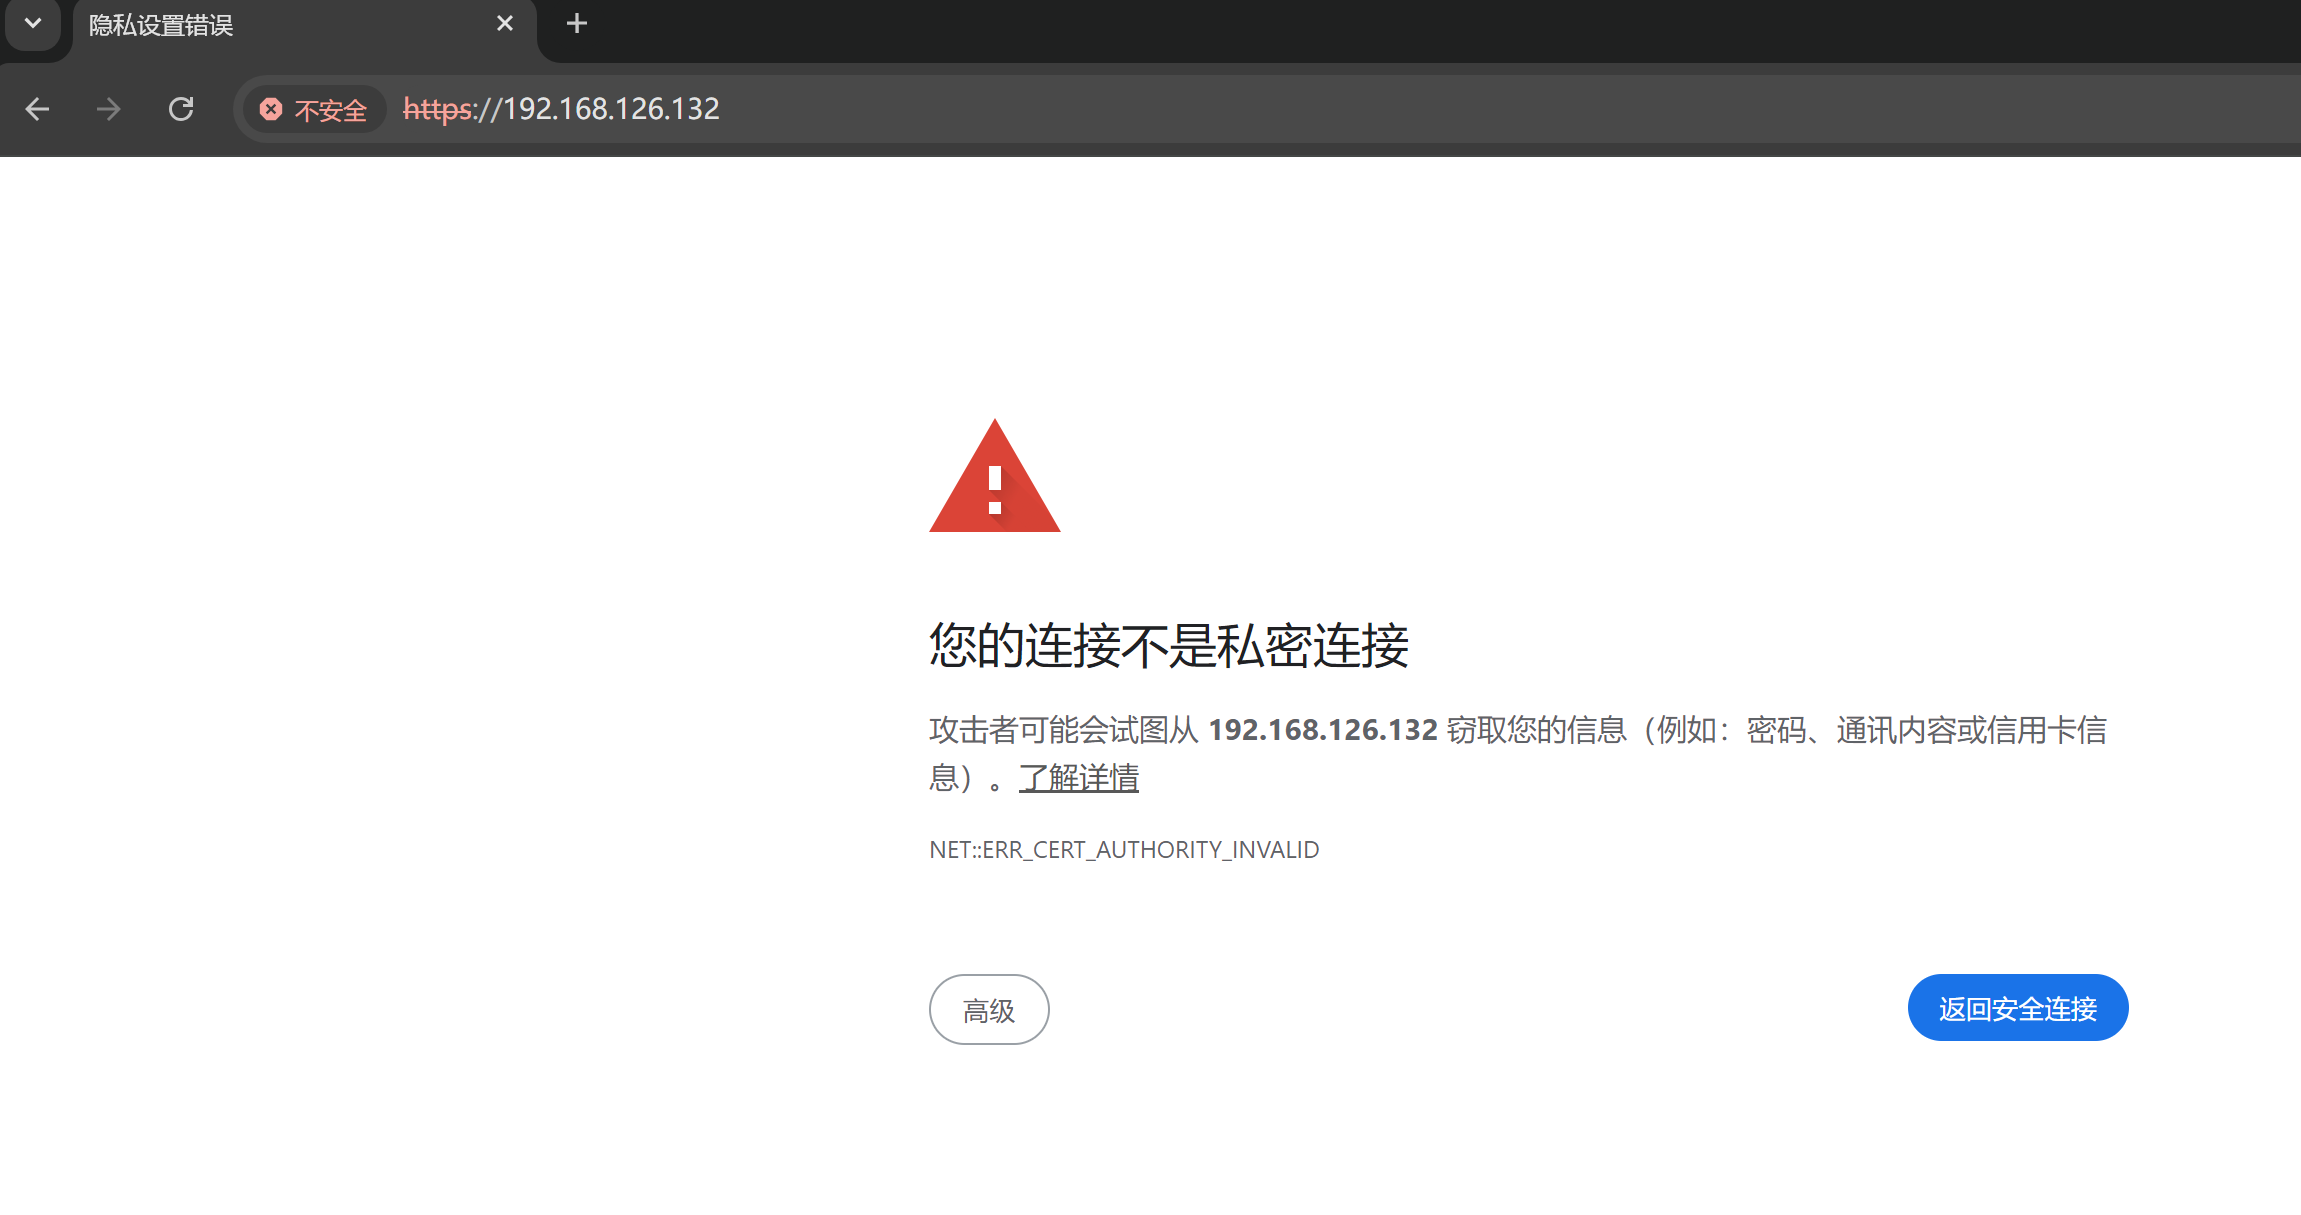 隐私设置错误
不安全 https://192.168.126.132
您的连接不是私密连接
攻击者可能会试图从 192.168.126.132 窃取您的信息（例如：密码、通讯内容或信用卡信
息）。了解详情
NET::ERR_CERT_AUTHORITY_INVALID
高级 返回安全连接